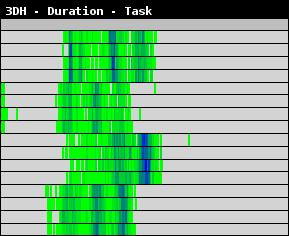 3DH - Duration - Task